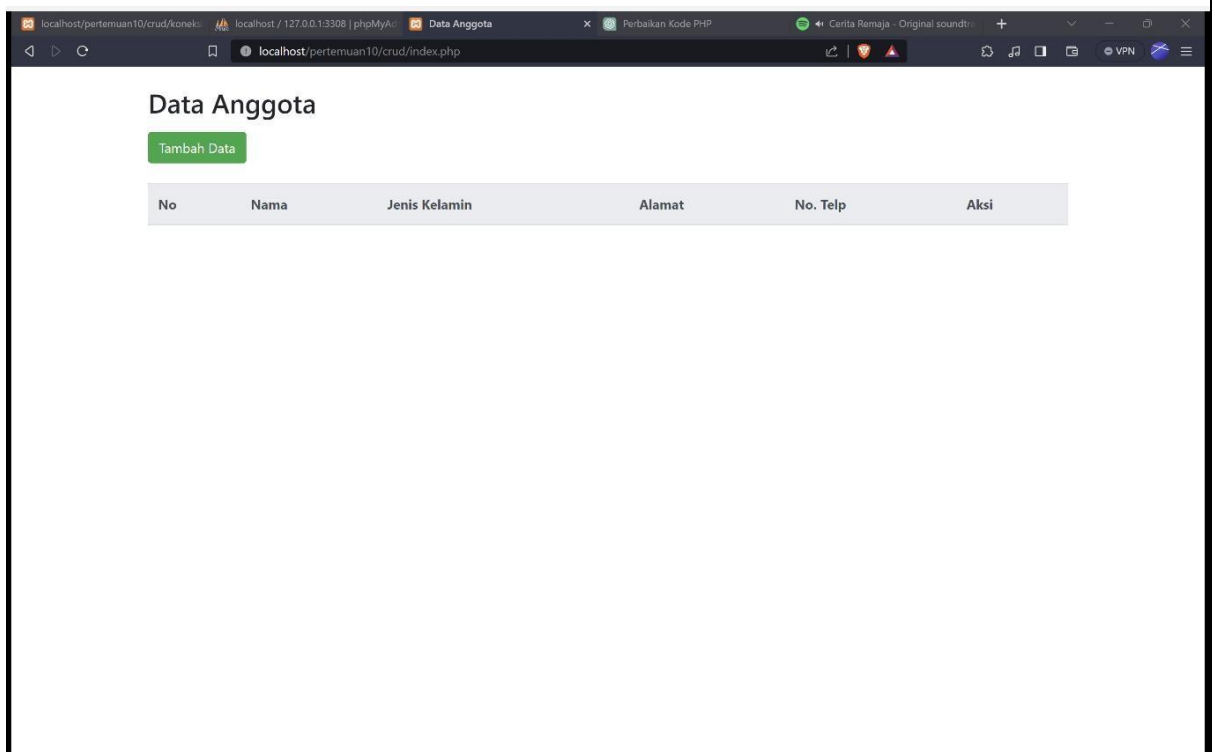 localhost/pertemuan10/crud/koneks
localhost / 127.0.0.1:3308 | phpMyAd
Data Anggota
Perbaikan Kode PHP
Cerita Remaja - Original soundtra
localhost/pertemuan10/crud/index.php
VPN
Data Anggota
Tambah Data
No Nama Jenis Kelamin Alamat No. Telp Aksi